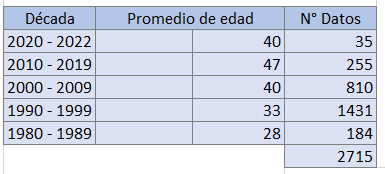 Década Promedio de edad N° Datos
2020 - 2022 40 35
2010 - 2019 47 255
2000 - 2009 40 810
1990 - 1999 33 1431
1980 - 1989 28 184
2715